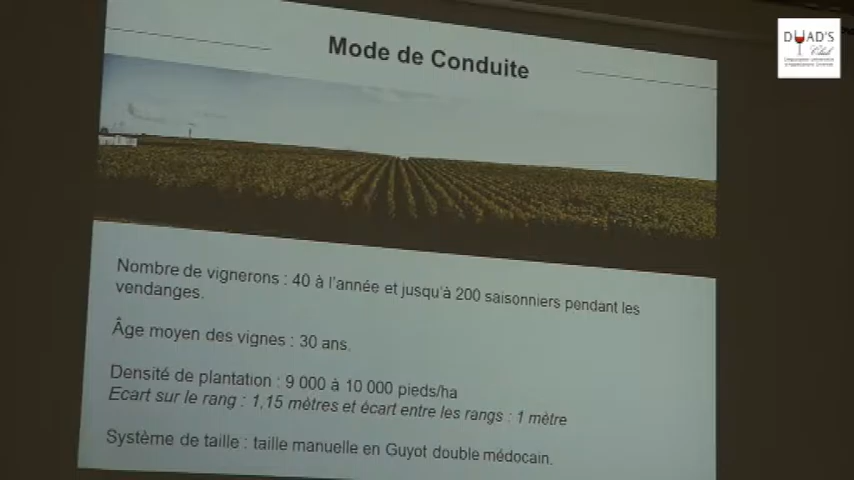 Mode de Conduite
DUAD'S
Club
Nombre de vignerons : 40 à l'année et jusqu'à 200 saisonniers pendant les
vendanges.
Âge moyen des vignes : 30 ans.
Densité de plantation : 9 000 à 10 000 pieds/ha
Ecart sur le rang : 1,15 mètres et écart entre les rangs : 1 mètre
Système de taille : taille manuelle en Guyot double médocain.